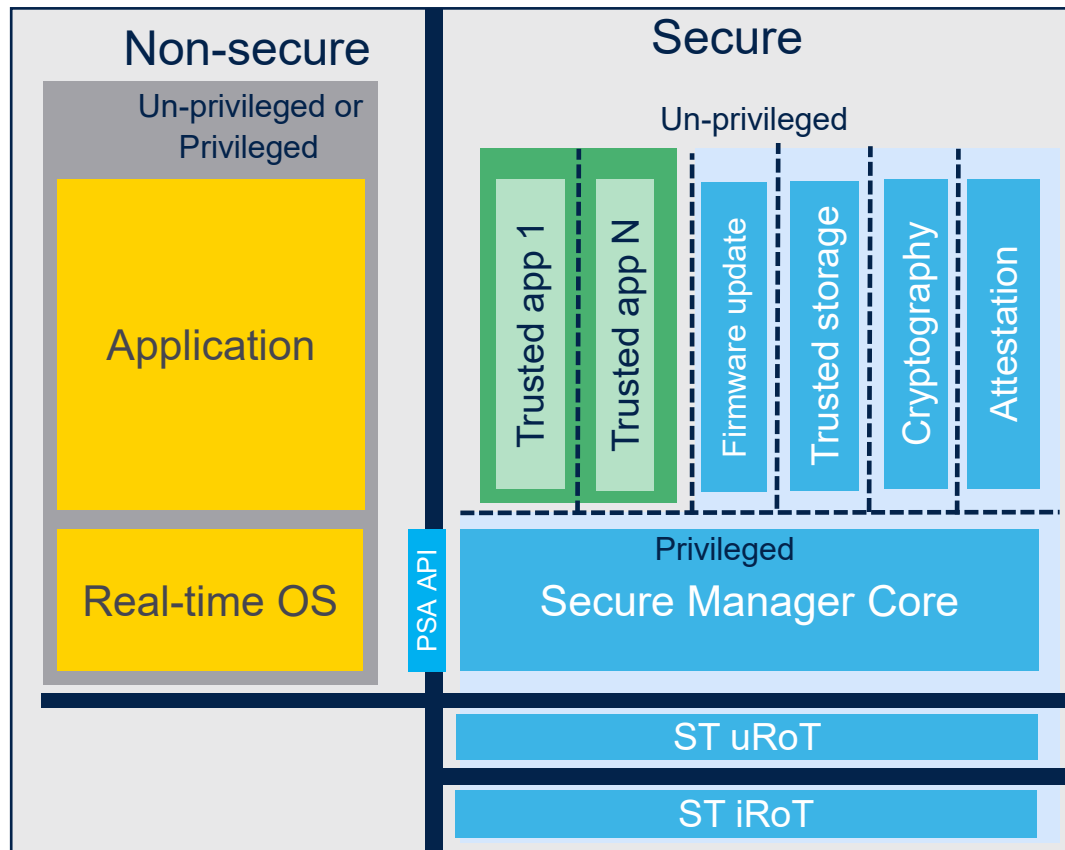 Non-secure
Secure
Un-privileged or
Privileged
Un-privileged
Application
Trusted app 1
Trusted app N
Firmware update
Trusted storage
Cryptography
Attestation
Real-time OS
PSA API
Privileged
Secure Manager Core
ST uRoT
ST iRoT